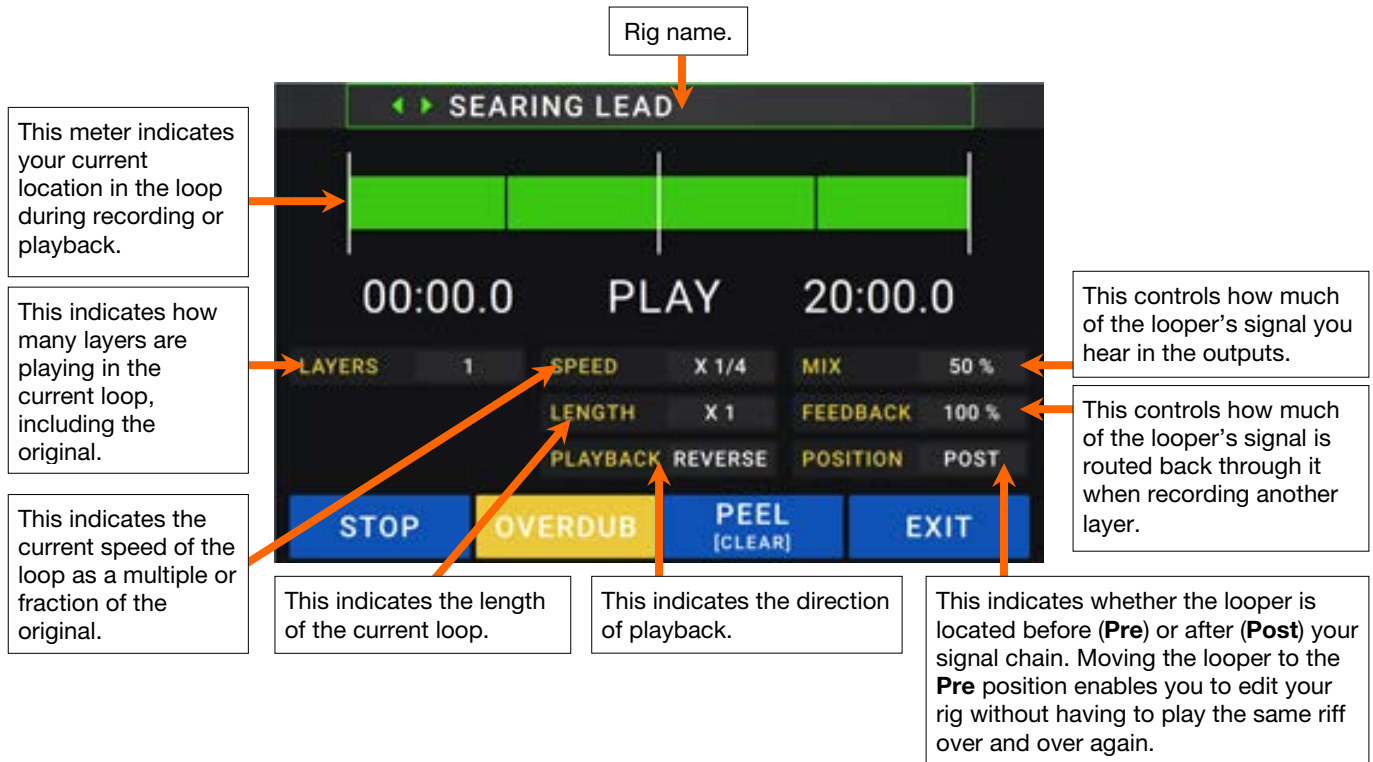 Rig name.
SEARING LEAD
This meter indicates
your current
location in the loop
during recording or
playback.
00:00.0 PLAY 20:00.0
This indicates how
many layers are
playing in the
current loop,
including the
original.
LAYERS 1 SPEED X 1/4 MIX 50 %
LENGTH X 1 FEEDBACK 100 %
PLAYBACK REVERSE POSITION POST
STOP OVERDUB PEEL EXIT
[CLEAR]
This controls how much
of the looper’s signal you
hear in the outputs.
This controls how much
of the looper’s signal is
routed back through it
when recording another
layer.
This indicates the
current speed of the
loop as a multiple or
fraction of the
original.
This indicates the length
of the current loop.
This indicates the direction
of playback.
This indicates whether the looper is
located before (Pre) or after (Post) your
signal chain. Moving the looper to the
Pre position enables you to edit your
rig without having to play the same riff
over and over again.